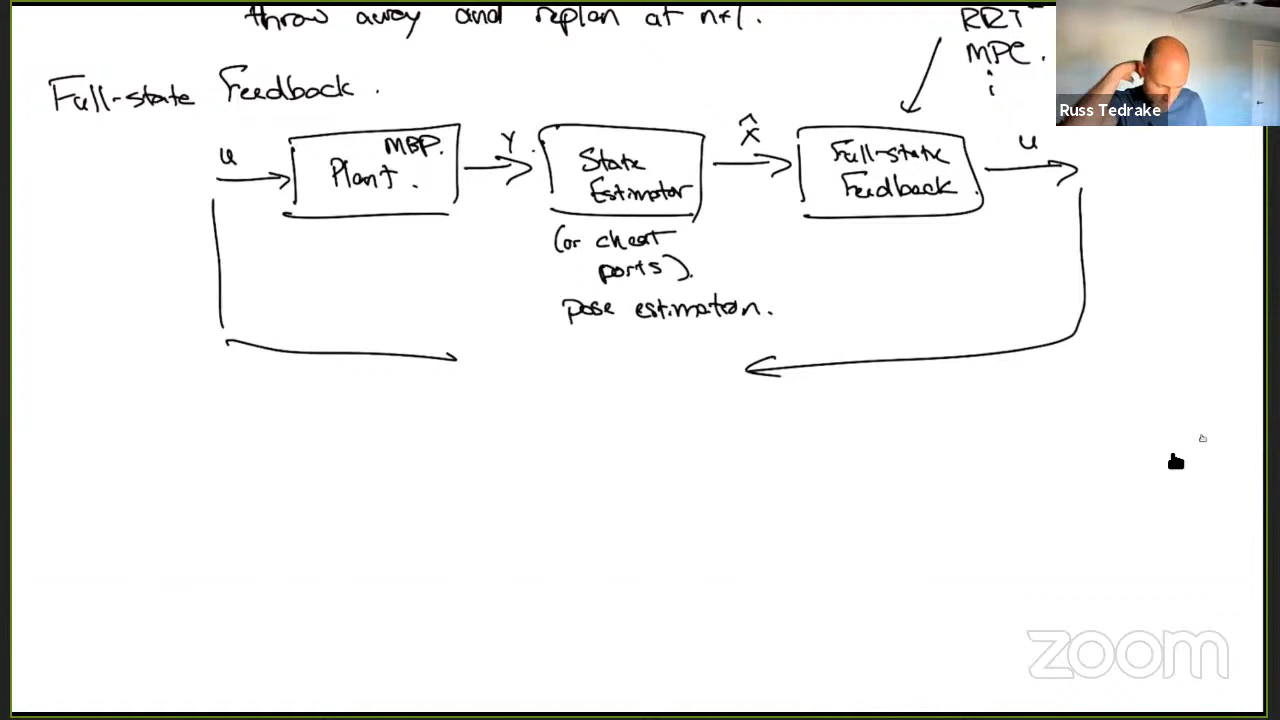 throw away and replan at n+1.
RRT
MPC.
Russ Tedrake
Full-state Feedback.
u
Plant.
MBP.
y
State
Estimator
x̂
Full-state
Feedback
u
(or cheat
ports).
pose estimation.
zoom